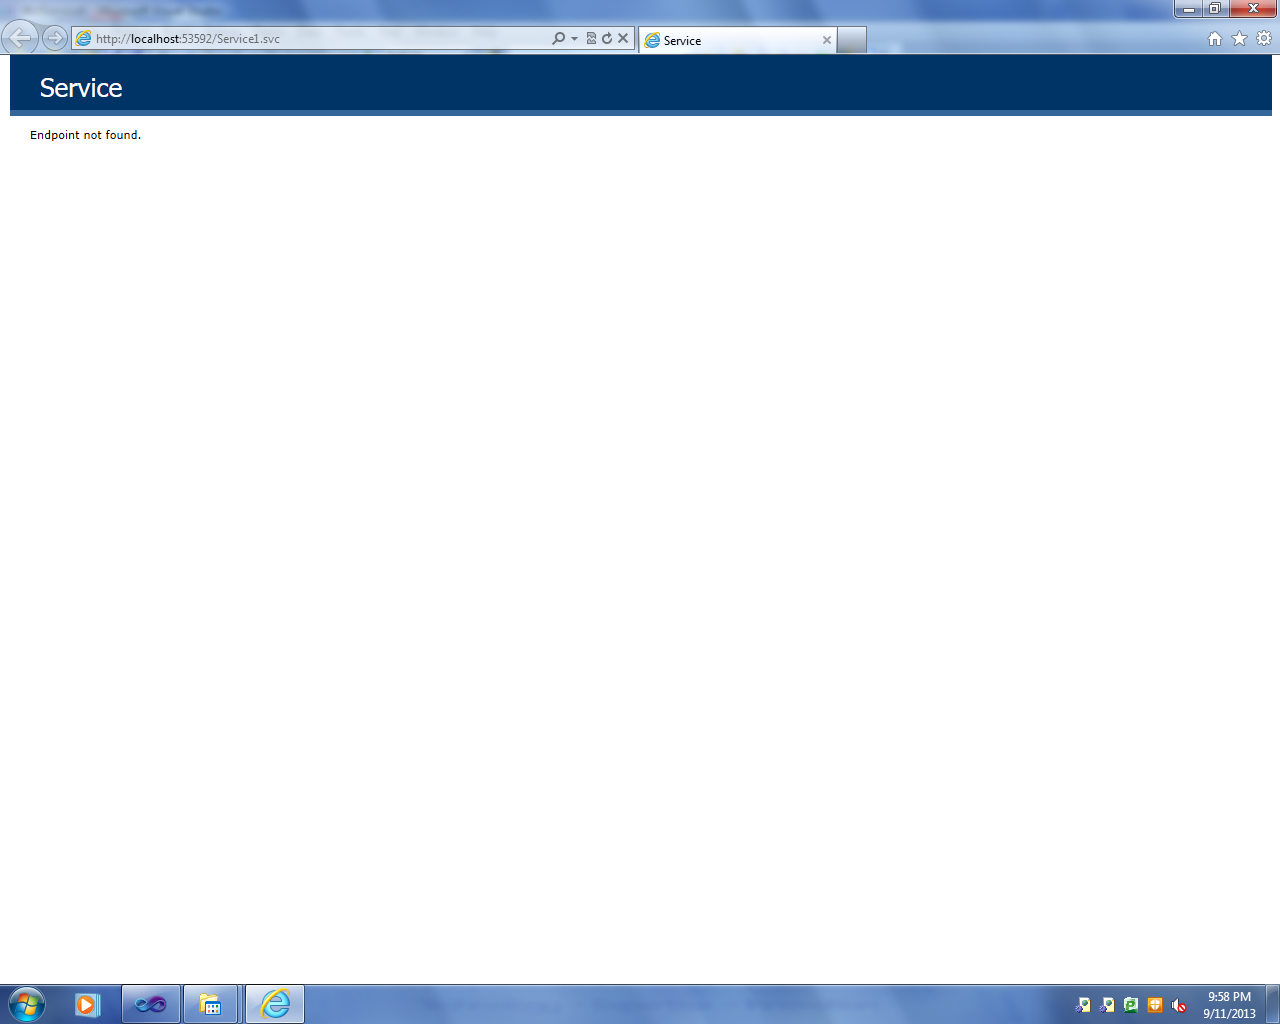 http://localhost:53592/Service1.svc
Service
Service
Endpoint not found.
9:58 PM
9/11/2013